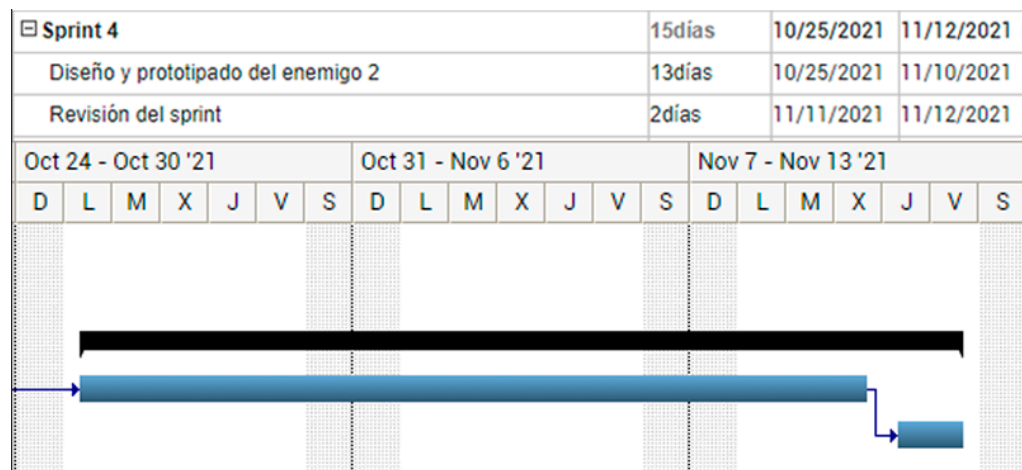 Sprint 4 15días 10/25/2021 11/12/2021
Diseño y prototipado del enemigo 2 13días 10/25/2021 11/10/2021
Revisión del sprint 2días 11/11/2021 11/12/2021
Oct 24 - Oct 30 '21 Oct 31 - Nov 6 '21 Nov 7 - Nov 13 '21
D L M X J V S D L M X J V S D L M X J V S